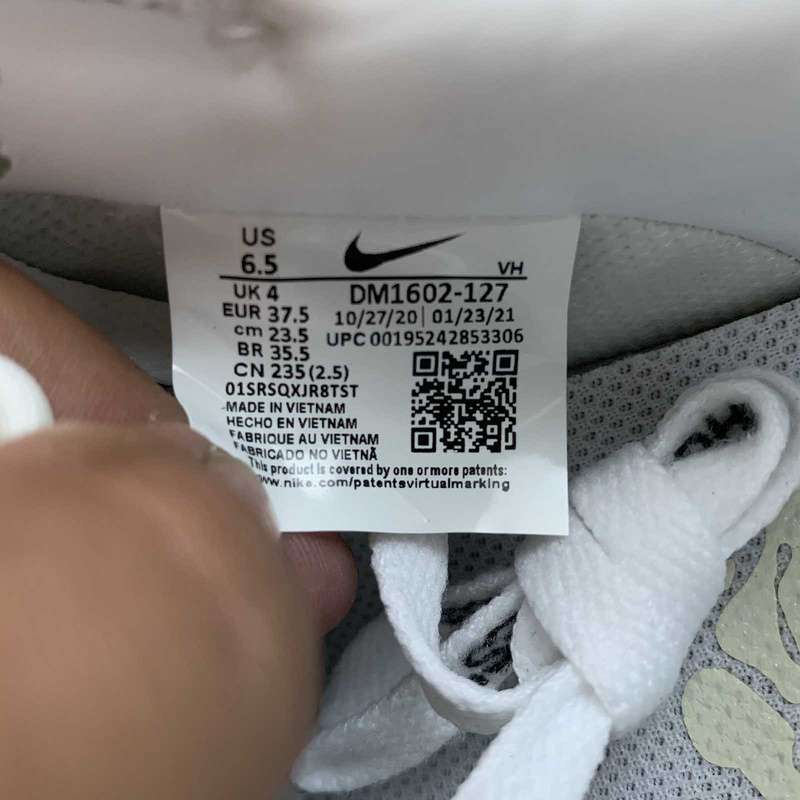 US
6.5
VH
UK 4
EUR 37.5
cm 23.5
BR 35.5
CN 235 (2.5)
01SRSQXJR8TST
DM1602-127
10/27/20 | 01/23/21
UPC 00195242853306
MADE IN VIETNAM
HECHO EN VIETNAM
FABRIQUE AU VIETNAM
FABRICADO NO VIETNÃ
This product is covered by one or more patents:
www.nike.com/patentsvirtualmarking